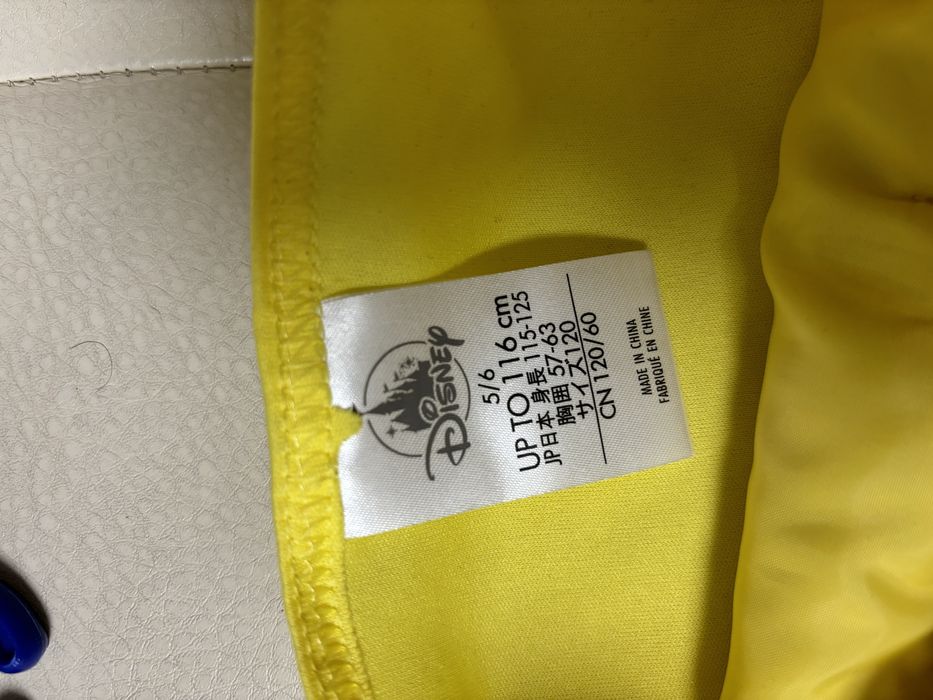 Disney
5/6
UP TO 116 cm
JP日本 身長 115-125
胸囲 57-63
サイズ120
CN 120/60
MADE IN CHINA
FABRIQUÉ EN CHINE